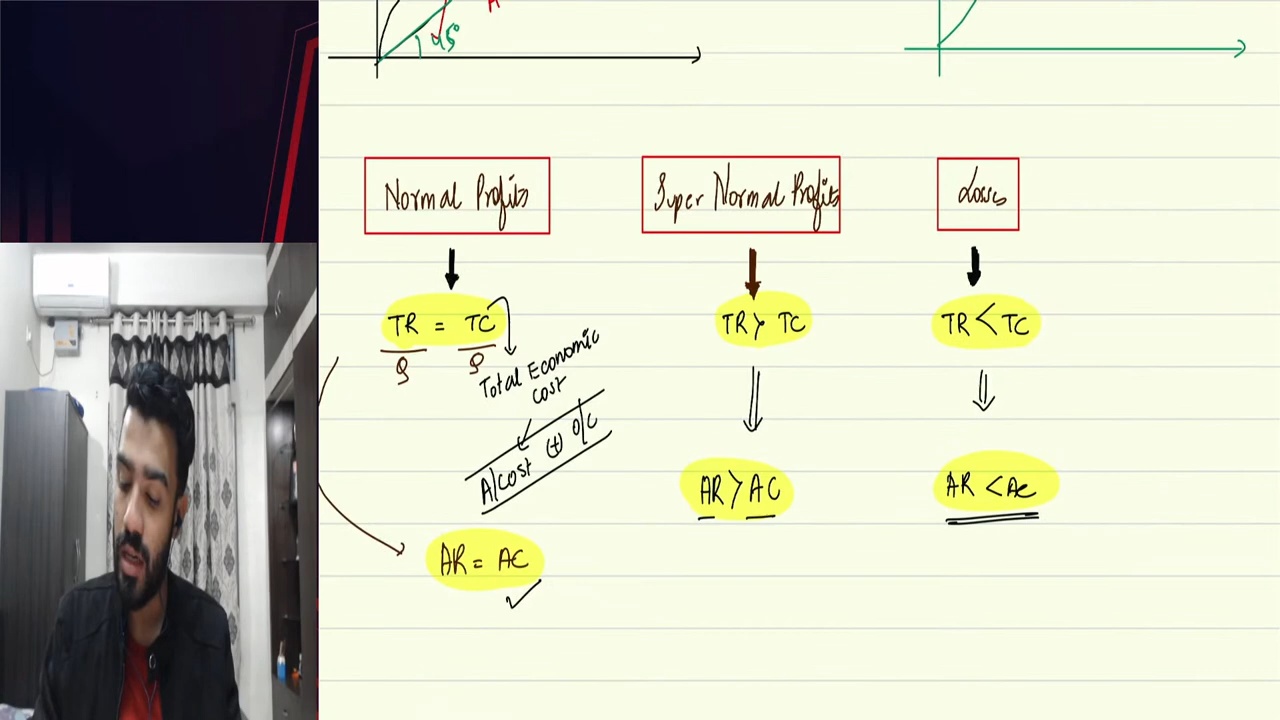 A
45°
Normal Profits
Super Normal Profits
Losses
TR = TC
Q Q
Total Economic
cost
A/cost (+) O/C
AR = AC
TR > TC
AR > AC
TR < TC
AR < AC